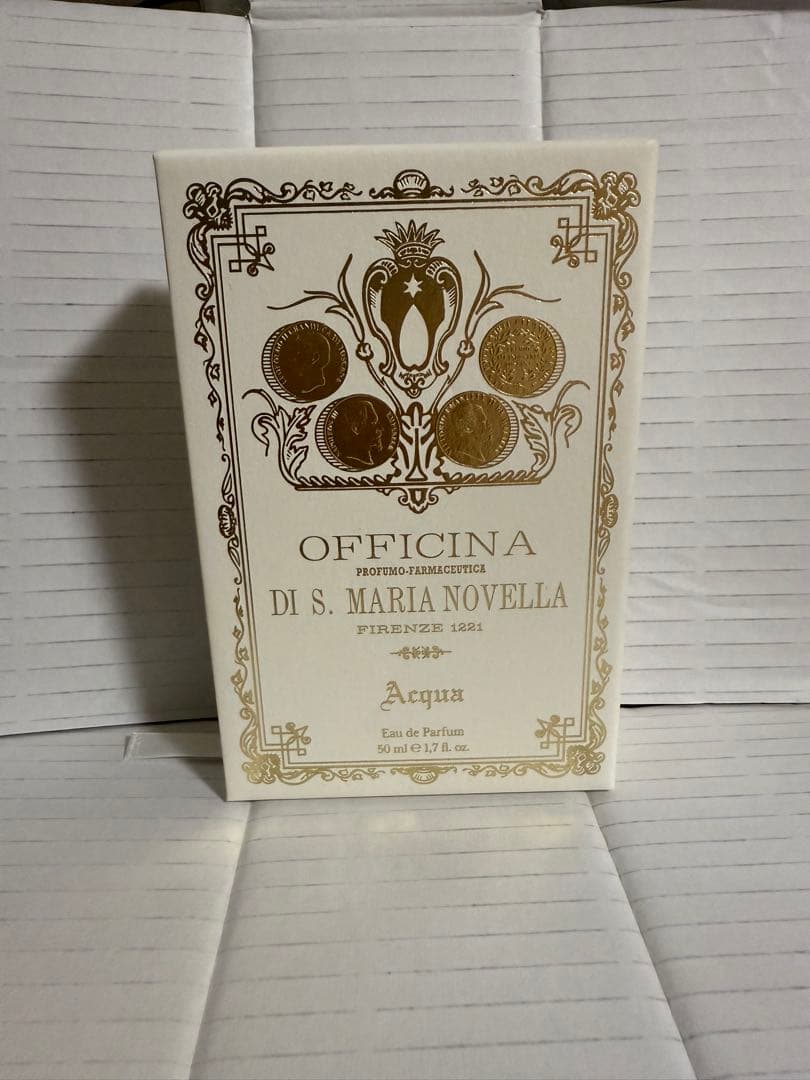 OFFICINA
PROFUMO-FARMACEUTICA
DI S. MARIA NOVELLA
FIRENZE 1221
Acqua
Eau de Parfum
50 ml ℮ 1,7 fl. oz.